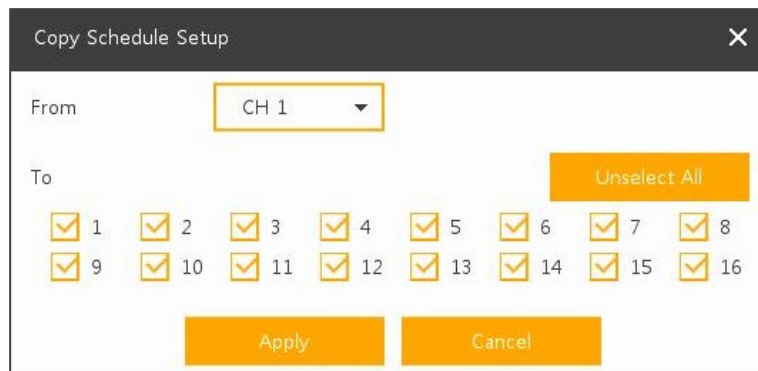 Copy Schedule Setup
From CH 1
To Unselect All
1 2 3 4 5 6 7 8
9 10 11 12 13 14 15 16
Apply Cancel